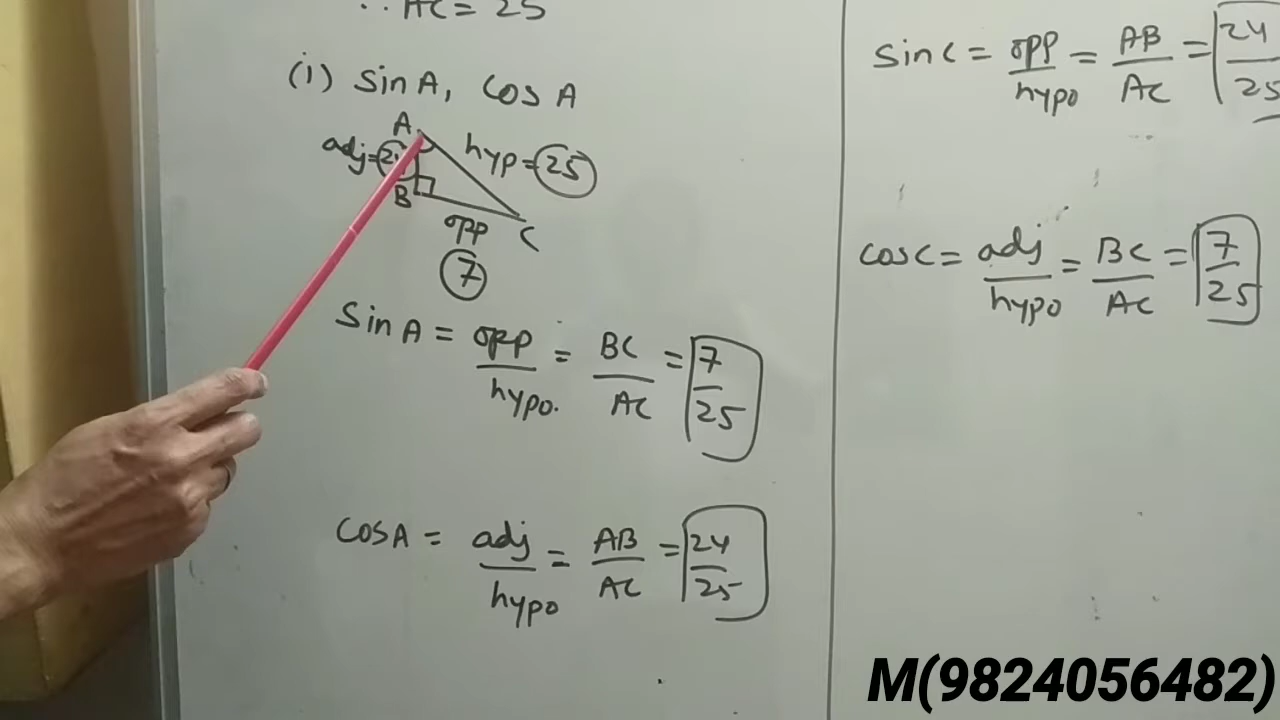 ∴ AC = 25
(i) sin A, cos A
A
adj = 2
hyp = 25
B
opp
C
7
sin A = opp/hypo. = BC/AC = 7/25
cos A = adj/hypo = AB/AC = 24/25
sin C = opp/hypo = AB/AC = 24/25
cos C = adj/hypo = BC/AC = 7/25
M(9824056482)